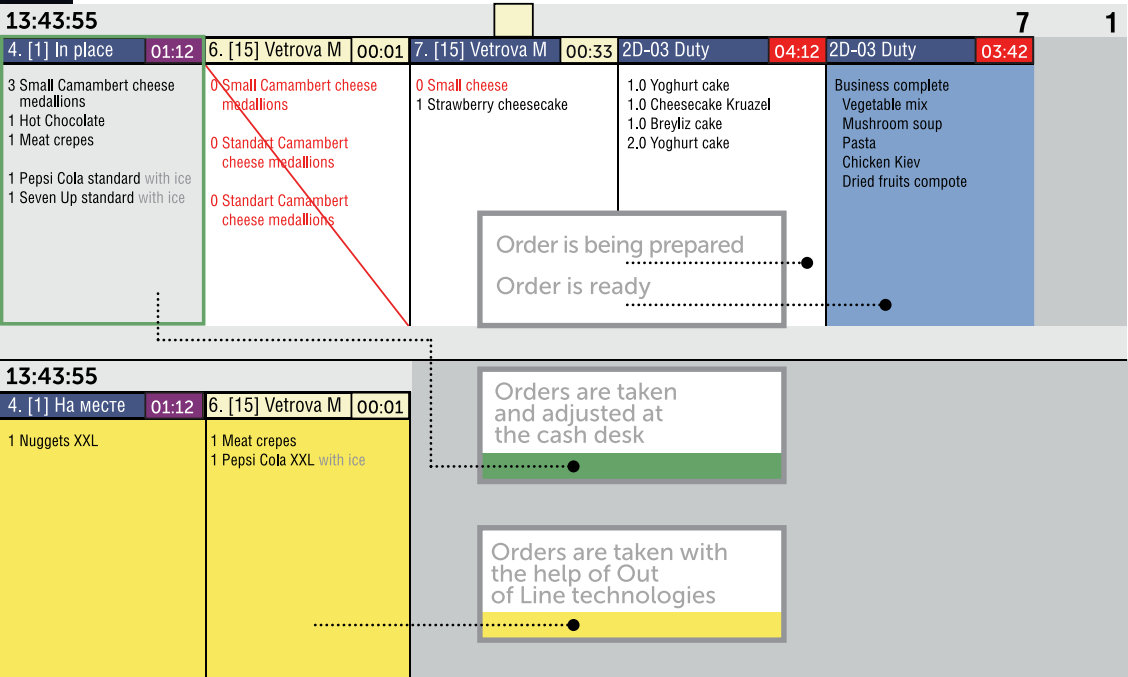 13:43:55
7
1
4. [1] In place 01:12
3 Small Camambert cheese
medallions
1 Hot Chocolate
1 Meat crepes
1 Pepsi Cola standard with ice
1 Seven Up standard with ice
6. [15] Vetrova M 00:01
0 Small Camambert cheese
medallions
0 Standart Camambert
cheese medallions
0 Standart Camambert
cheese medallions
7. [15] Vetrova M 00:33
0 Small cheese
1 Strawberry cheesecake
2D-03 Duty 04:12
1.0 Yoghurt cake
1.0 Cheesecake Kruazel
1.0 Breyliz cake
2.0 Yoghurt cake
2D-03 Duty 03:42
Business complete
Vegetable mix
Mushroom soup
Pasta
Chicken Kiev
Dried fruits compote
Order is being prepared
Order is ready
13:43:55
4. [1] На месте 01:12
1 Nuggets XXL
6. [15] Vetrova M 00:01
1 Meat crepes
1 Pepsi Cola XXL with ice
Orders are taken
and adjusted at
the cash desk
Orders are taken with
the help of Out
of Line technologies